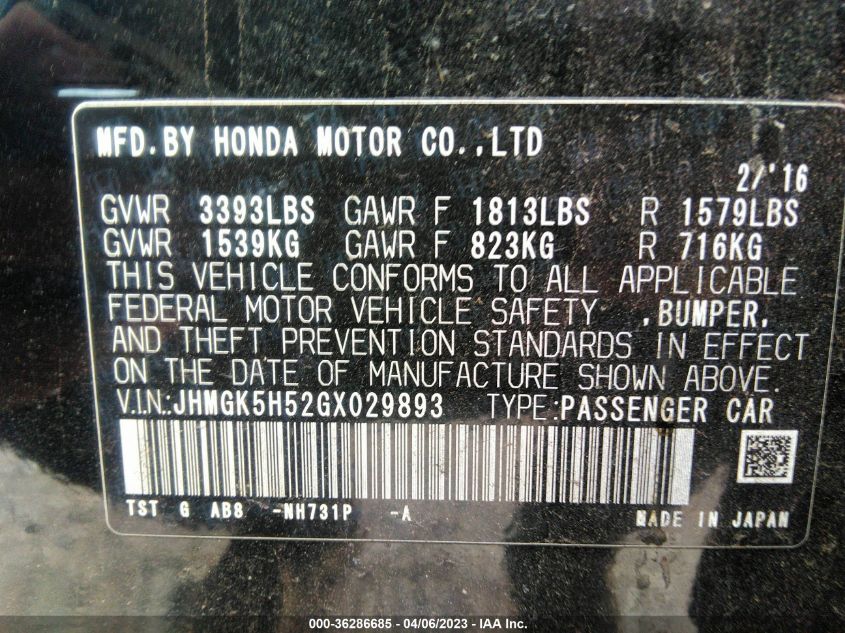 MFD.BY HONDA MOTOR CO.,LTD
2/'16
GVWR 3393LBS GAWR F 1813LBS R 1579LBS
GVWR 1539KG GAWR F 823KG R 716KG
THIS VEHICLE CONFORMS TO ALL APPLICABLE
FEDERAL MOTOR VEHICLE SAFETY ,BUMPER,
AND THEFT PREVENTION STANDARDS IN EFFECT
ON THE DATE OF MANUFACTURE SHOWN ABOVE.
V.I.N.:JHMGK5H52GX029893 TYPE:PASSENGER CAR
TST G AB8 -NH731P -A MADE IN JAPAN
000-36286685 - 04/06/2023 - IAA Inc.